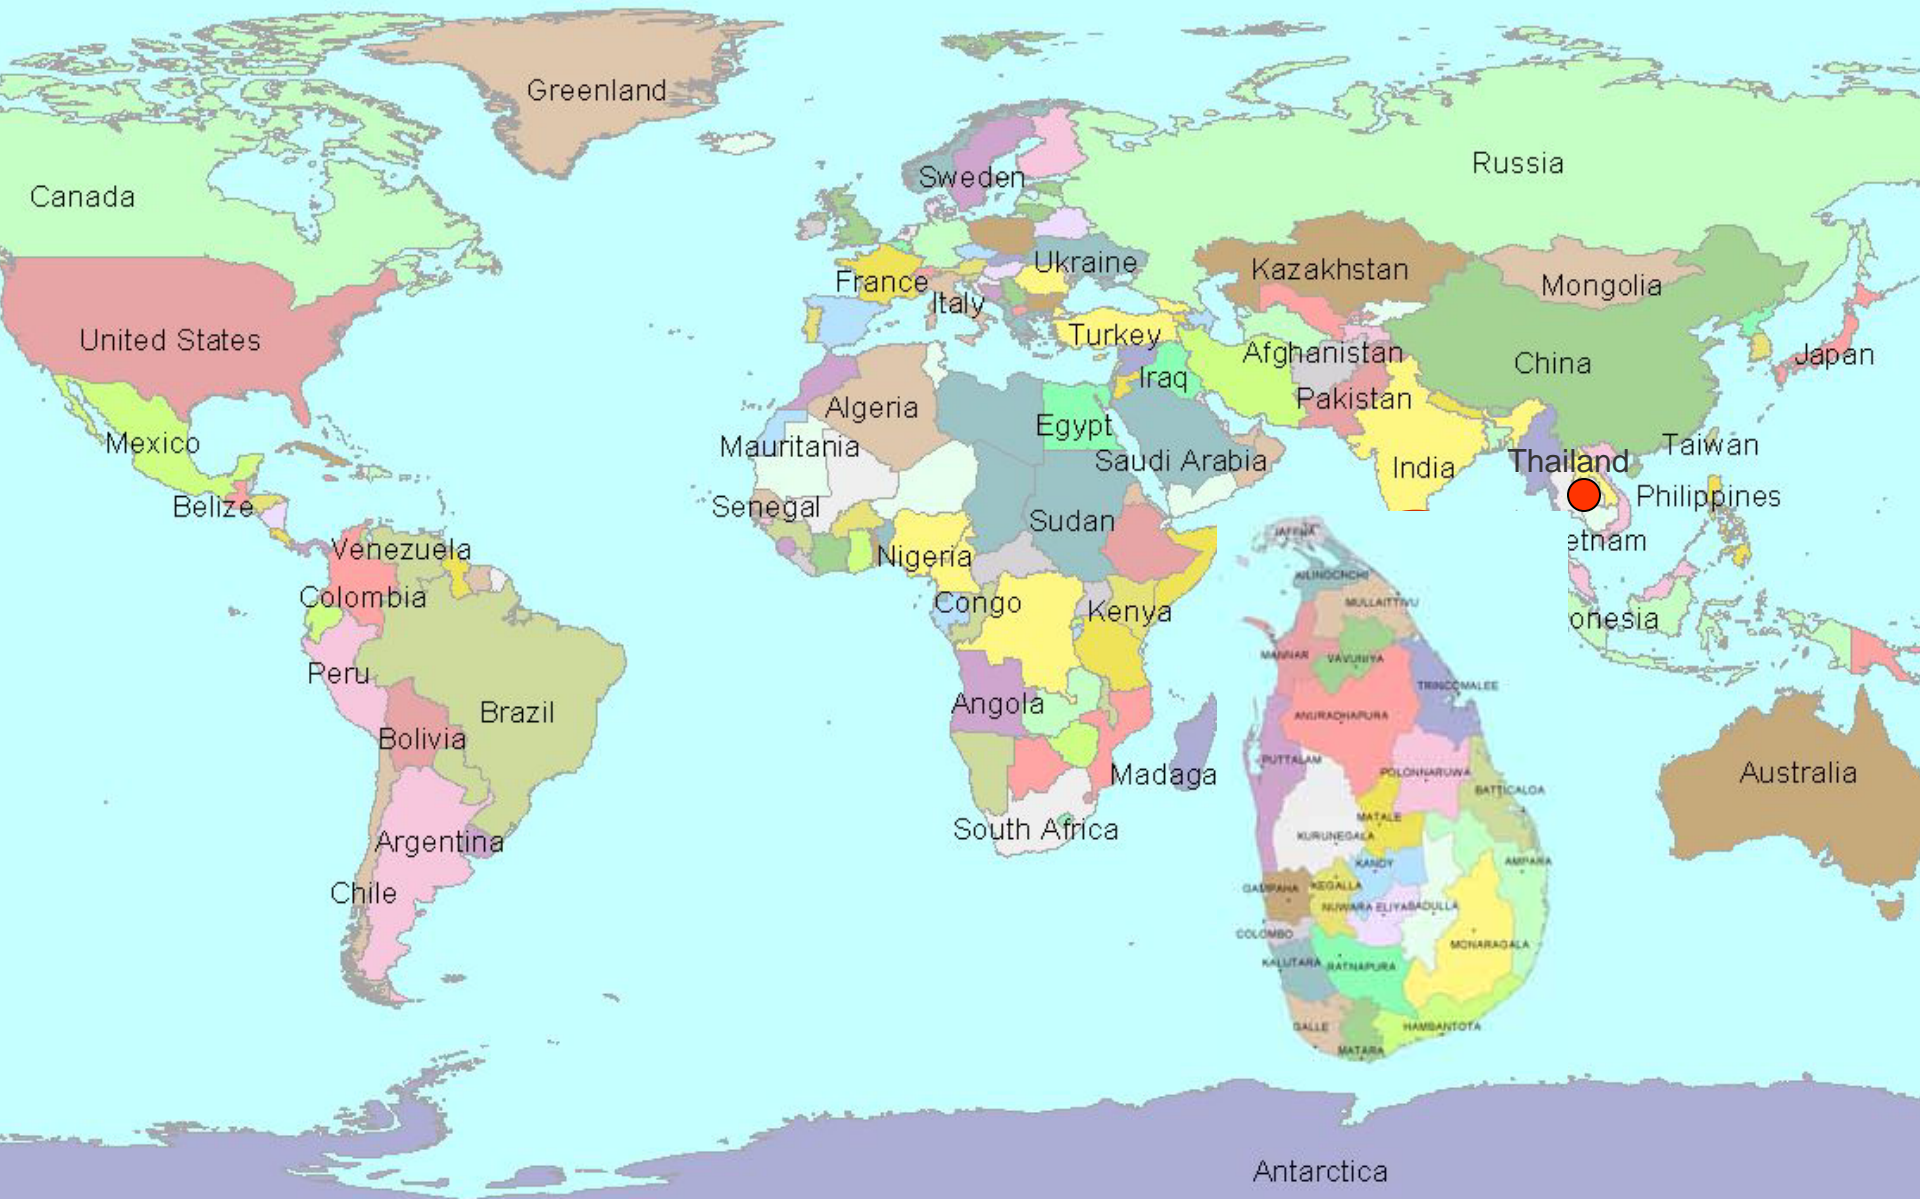 Greenland
Russia
Sweden
Canada
Ukraine
Kazakhstan
France
Mongolia
Italy
United States
Turkey
Afghanistan
China
Japan
Iraq
Pakistan
Algeria
Egypt
Mexico
Mauritania
Taiwan
Saudi Arabia
Thailand
India
Philippines
Belize
Senegal
Sudan
etnam
Venezuela
Nigeria
Colombia
Congo
Kenya
onesia
Peru
Angola
Brazil
Bolivia
Madaga
Australia
South Africa
Argentina
Chile
JAFFNA
KILINOCHCHI
MULLAITTIVU
MANNAR
VAVUNIYA
TRINCOMALEE
ANURADHAPURA
PUTTALAM
POLONNARUWA
BATTICALOA
MATALE
KURUNEGALA
KANDY
AMPARA
GAMPAHA
KEGALLA
NUWARA ELIYA
BADULLA
COLOMBO
MONARAGALA
KALUTARA
RATNAPURA
GALLE
HAMBANTOTA
MATARA
Antarctica